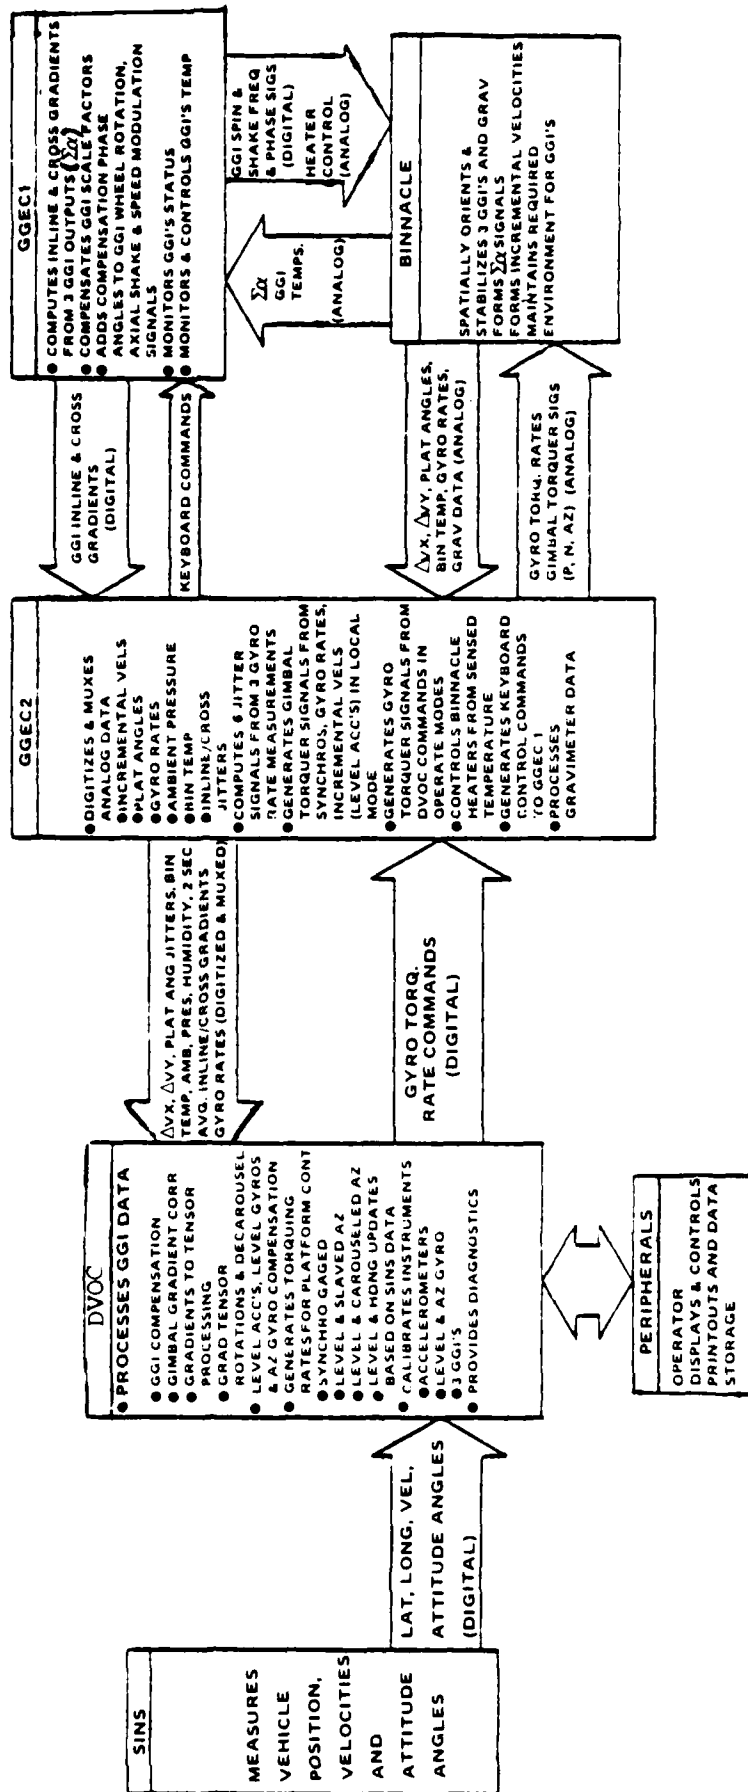 SINS
MEASURES
VEHICLE
POSITION,
VELOCITIES
AND
ATTITUDE
ANGLES
LAT, LONG, VEL,
ATTITUDE ANGLES
(DIGITAL)
DVOC
● PROCESSES GGI DATA
● GGI COMPENSATION
● GIMBAL GRADIENT CORR
● GRADIENTS TO TENSOR
PROCESSING
● GRAD TENSOR
ROTATIONS & DECAROUSEL
● LEVEL ACC'S, LEVEL GYROS
& AZ GYRO COMPENSATION
● GENERATES TORQUING
RATES FOR PLATFORM CONT
● SYNCHRO GAGED
● LEVEL & SLAVED AZ
● LEVEL & CAROUSELED AZ
● LEVEL & HDNG UPDATES
BASED ON SINS DATA
● CALIBRATES INSTRUMENTS
● ACCELEROMETERS
● LEVEL & AZ GYRO
● 3 GGI'S
● PROVIDES DIAGNOSTICS
PERIPHERALS
OPERATOR
DISPLAYS & CONTROLS
PRINTOUTS AND DATA
STORAGE
ΔVX, ΔVY, PLAT ANG JITTERS, BIN
TEMP, AMB, PRES, HUMIDITY, 2 SEC
AVG. INLINE/CROSS GRADIENTS
GYRO RATES (DIGITIZED & MUXED)
GYRO TORQ.
RATE COMMANDS
(DIGITAL)
GGEC2
● DIGITIZES & MUXES
ANALOG DATA
● INCREMENTAL VELS
● PLAT ANGLES
● GYRO RATES
● AMBIENT PRESSURE
● BIN TEMP
● INLINE/CROSS
JITTERS
● COMPUTES 6 JITTER
SIGNALS FROM 3 GYRO
RATE MEASUREMENTS
● GENERATES GIMBAL
TORQUER SIGNALS FROM
SYNCHROS, GYRO RATES,
INCREMENTAL VELS
(LEVEL ACC'S) IN LOCAL
MODE
● GENERATES GYRO
TORQUER SIGNALS FROM
DVOC COMMANDS IN
OPERATE MODES
● CONTROLS BINNACLE
HEATERS FROM SENSED
TEMPERATURE
● GENERATES KEYBOARD
CONTROL COMMANDS
TO GGEC 1
● PROCESSES
GRAVIMETER DATA
GGI INLINE & CROSS
GRADIENTS
(DIGITAL)
KEYBOARD COMMANDS
ΔVX, ΔVY, PLAT ANGLES,
BIN TEMP, GYRO RATES,
GRAV DATA (ANALOG)
GYRO TORQ. RATES
GIMBAL TORQUER SIGS
(P, N, AZ) (ANALOG)
GGEC1
● COMPUTES INLINE & CROSS GRADIENTS
FROM 3 GGI OUTPUTS (Σα)
● COMPENSATES GGI SCALE FACTORS
● ADDS COMPENSATION PHASE
ANGLES TO GGI WHEEL ROTATION,
AXIAL SHAKE & SPEED MODULATION
SIGNALS
● MONITORS GGI'S STATUS
● MONITORS & CONTROLS GGI'S TEMP
Σα
GGI
TEMPS.
(ANALOG)
GGI SPIN &
SHAKE FREQ
& PHASE SIGS
(DIGITAL)
HEATER
CONTROL
(ANALOG)
BINNACLE
SPATIALLY ORIENTS &
STABILIZES 3 GGI'S AND GRAV
FORMS Σα SIGNALS
FORMS INCREMENTAL VELOCITIES
MAINTAINS REQUIRED
ENVIRONMENT FOR GGI'S